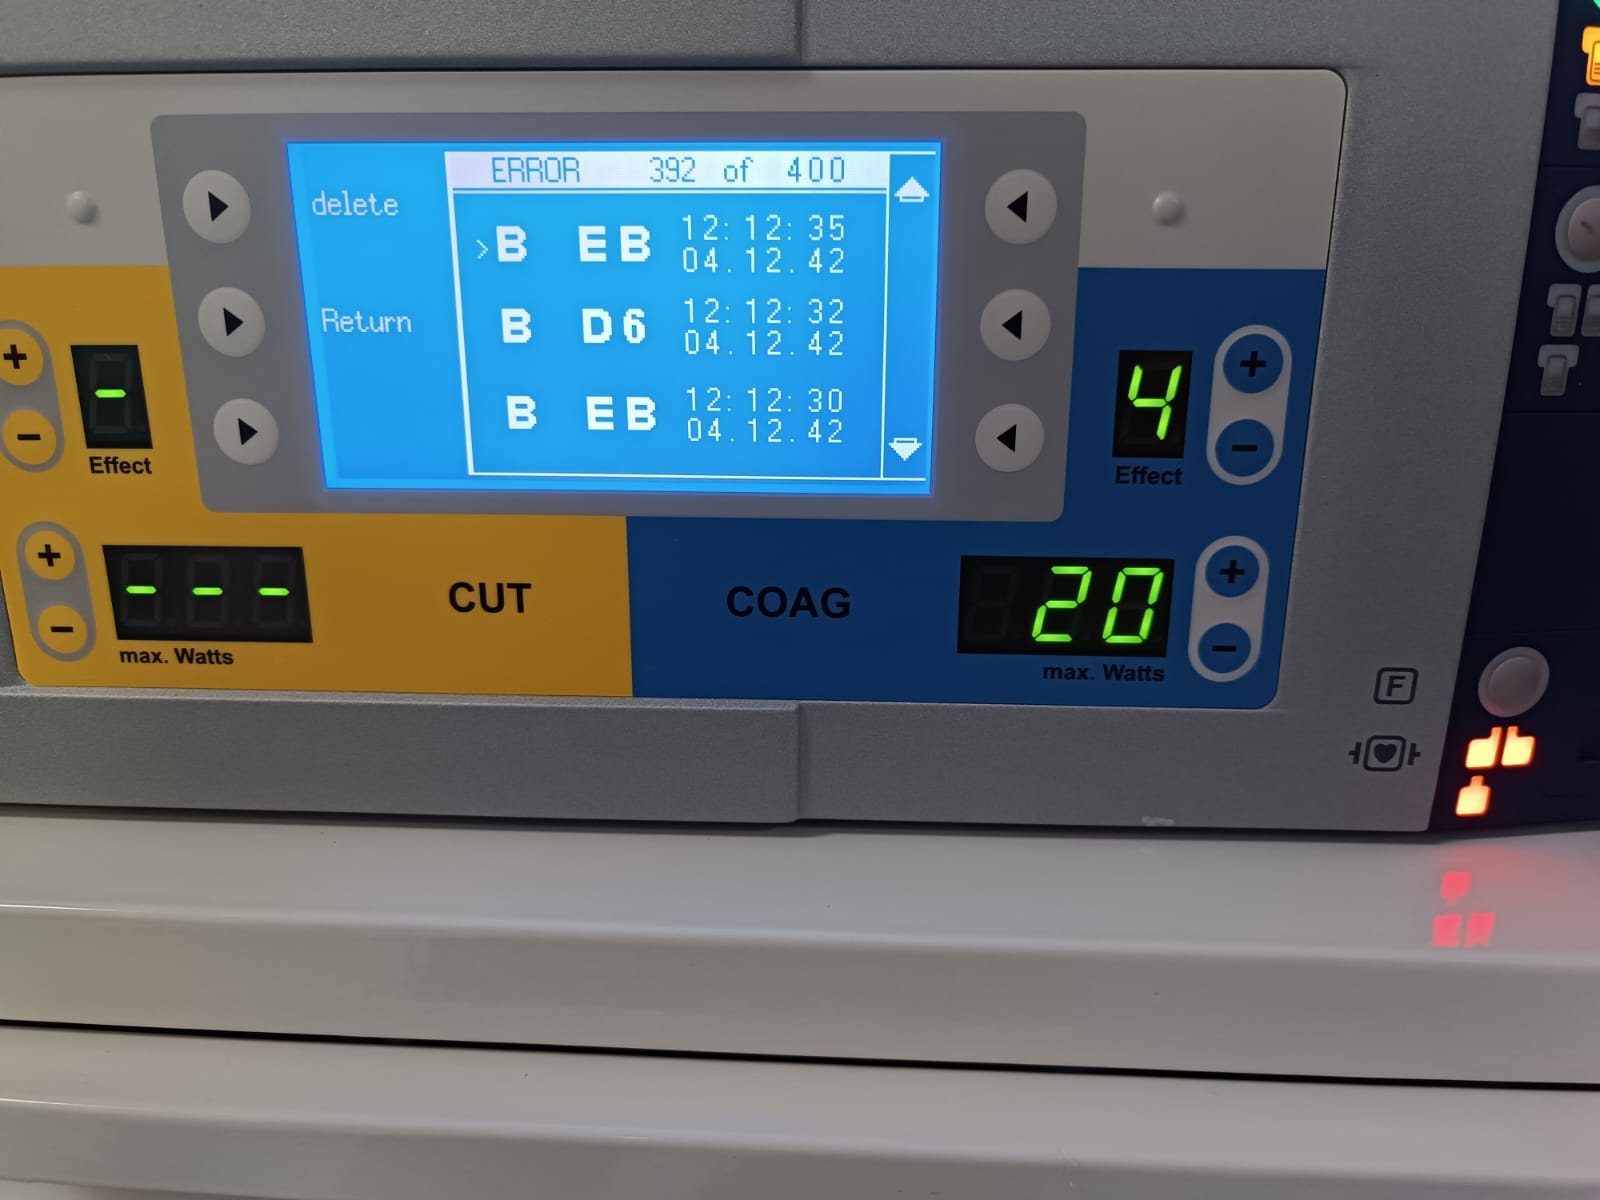 ERROR 392 of 400
delete
>B EB 12:12:35
04.12.42
Return
B D6 12:12:32
04.12.42
B EB 12:12:30
04.12.42
+
-
-
Effect
4
+
-
Effect
+
-
- - -
max. Watts
CUT
COAG
20
max. Watts
+
-
F